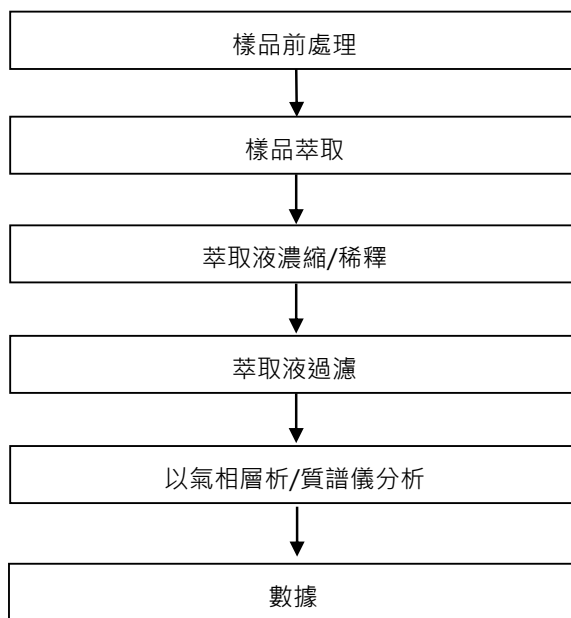 樣品前處理
樣品萃取
萃取液濃縮/稀釋
萃取液過濾
以氣相層析/質譜儀分析
數據